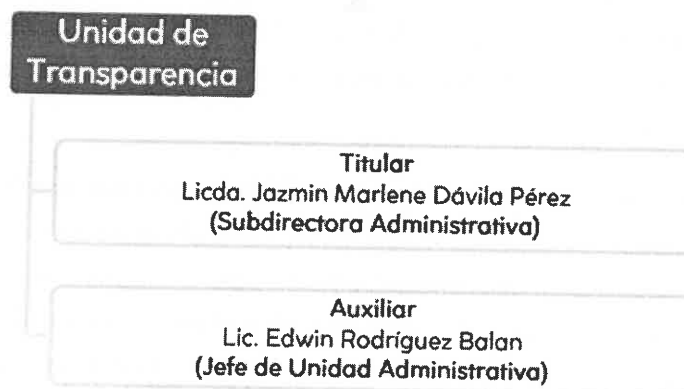 Unidad de
Transparencia
Titular
Licda. Jazmin Marlene Dávila Pérez
(Subdirectora Administrativa)
Auxiliar
Lic. Edwin Rodríguez Balan
(Jefe de Unidad Administrativa)